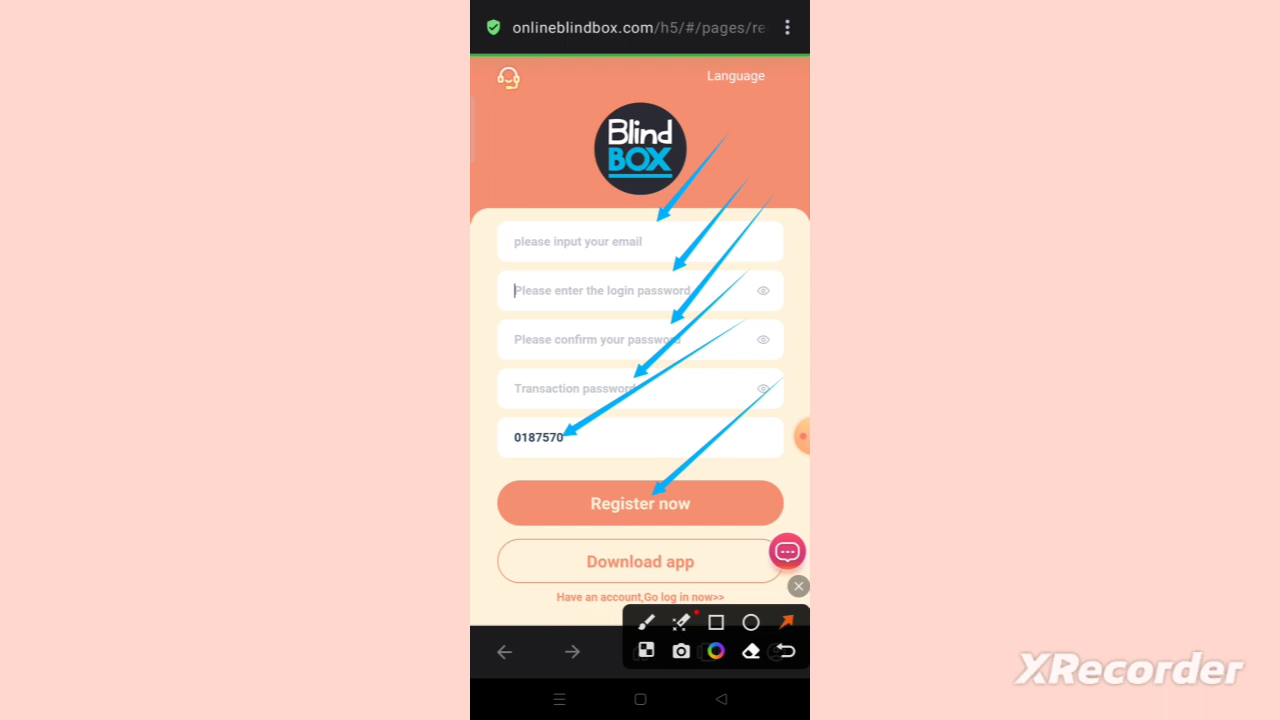 onlineblindbox.com/h5/#/pages/re
Language
Blind
BOX
please input your email
Please enter the login password
Please confirm your password
Transaction password
0187570
Register now
Download app
Have an account,Go log in now>>
XRecorder